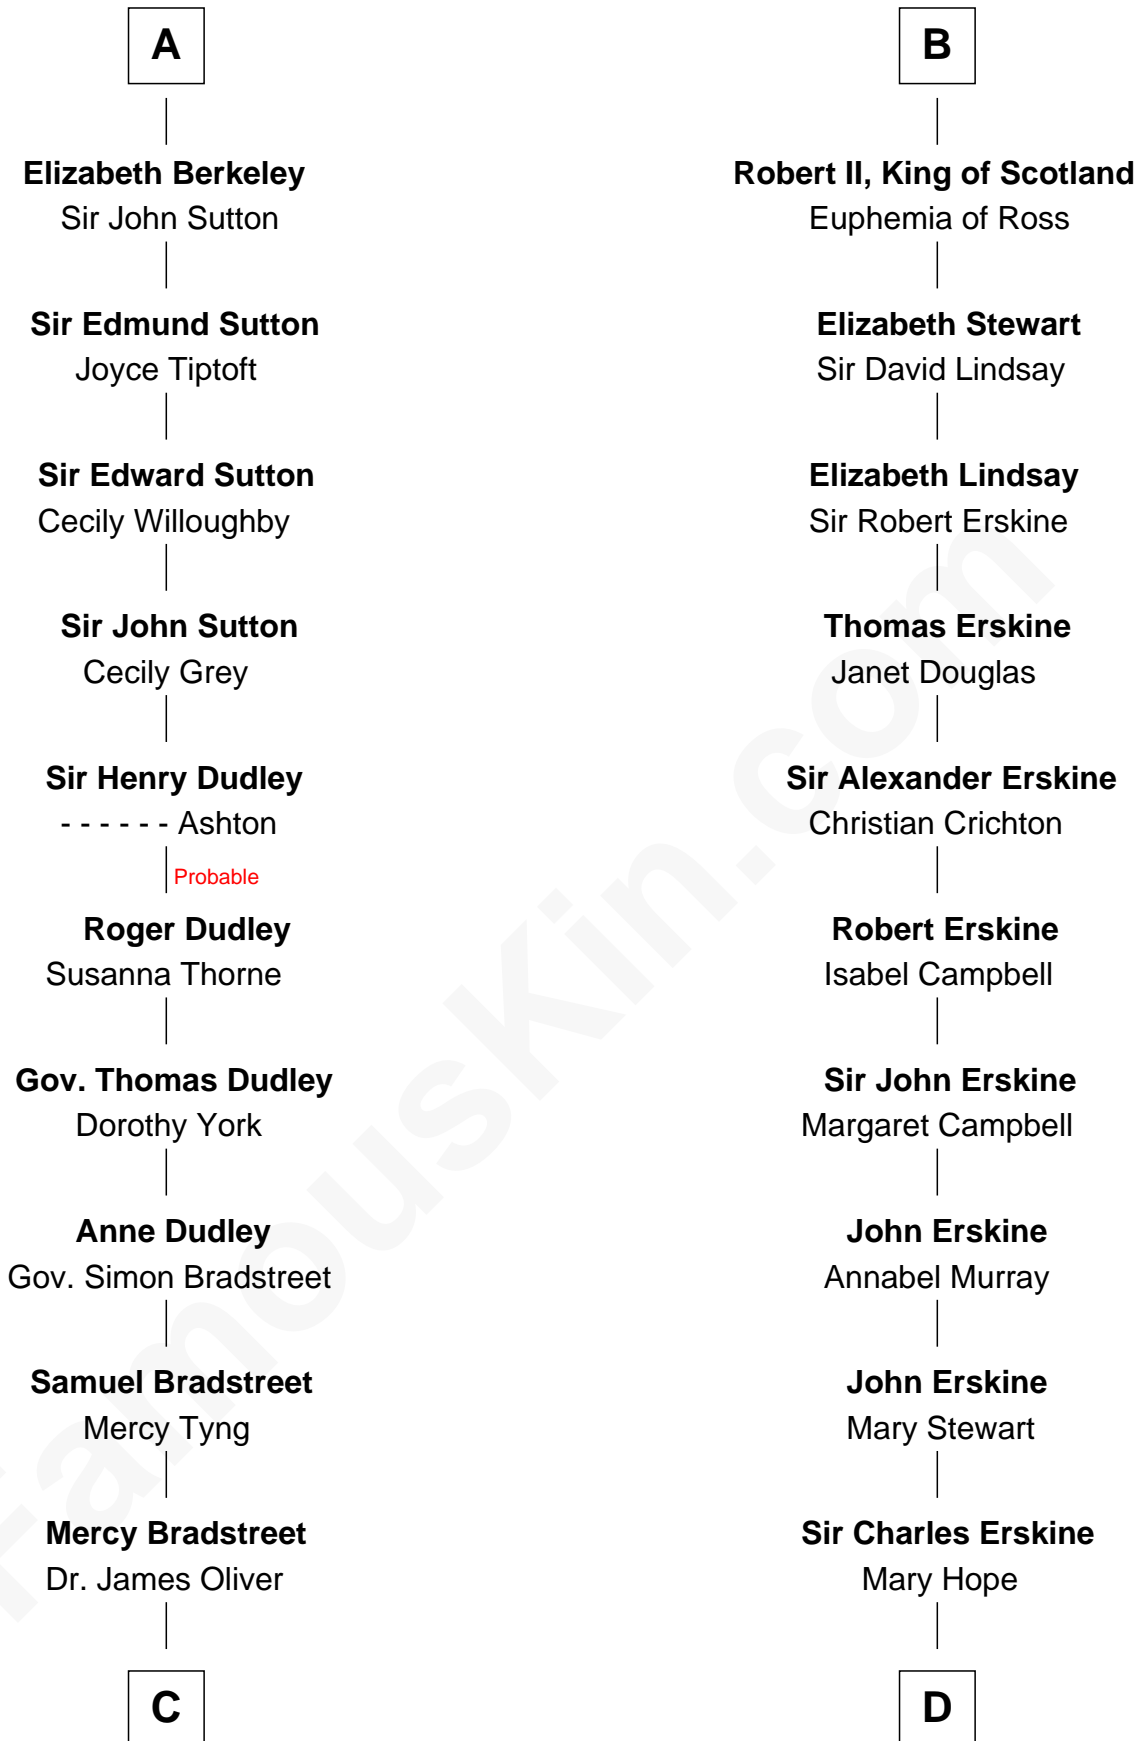 A
Elizabeth Berkeley
Sir John Sutton
Sir Edmund Sutton
Joyce Tiptoft
Sir Edward Sutton
Cecily Willoughby
Sir John Sutton
Cecily Grey
Sir Henry Dudley
- - - - - - Ashton
Probable
Roger Dudley
Susanna Thorne
Gov. Thomas Dudley
Dorothy York
Anne Dudley
Gov. Simon Bradstreet
Samuel Bradstreet
Mercy Tyng
Mercy Bradstreet
Dr. James Oliver
C
B
Robert II, King of Scotland
Euphemia of Ross
Elizabeth Stewart
Sir David Lindsay
Elizabeth Lindsay
Sir Robert Erskine
Thomas Erskine
Janet Douglas
Sir Alexander Erskine
Christian Crichton
Robert Erskine
Isabel Campbell
Sir John Erskine
Margaret Campbell
John Erskine
Annabel Murray
John Erskine
Mary Stewart
Sir Charles Erskine
Mary Hope
D
FamousKin.com